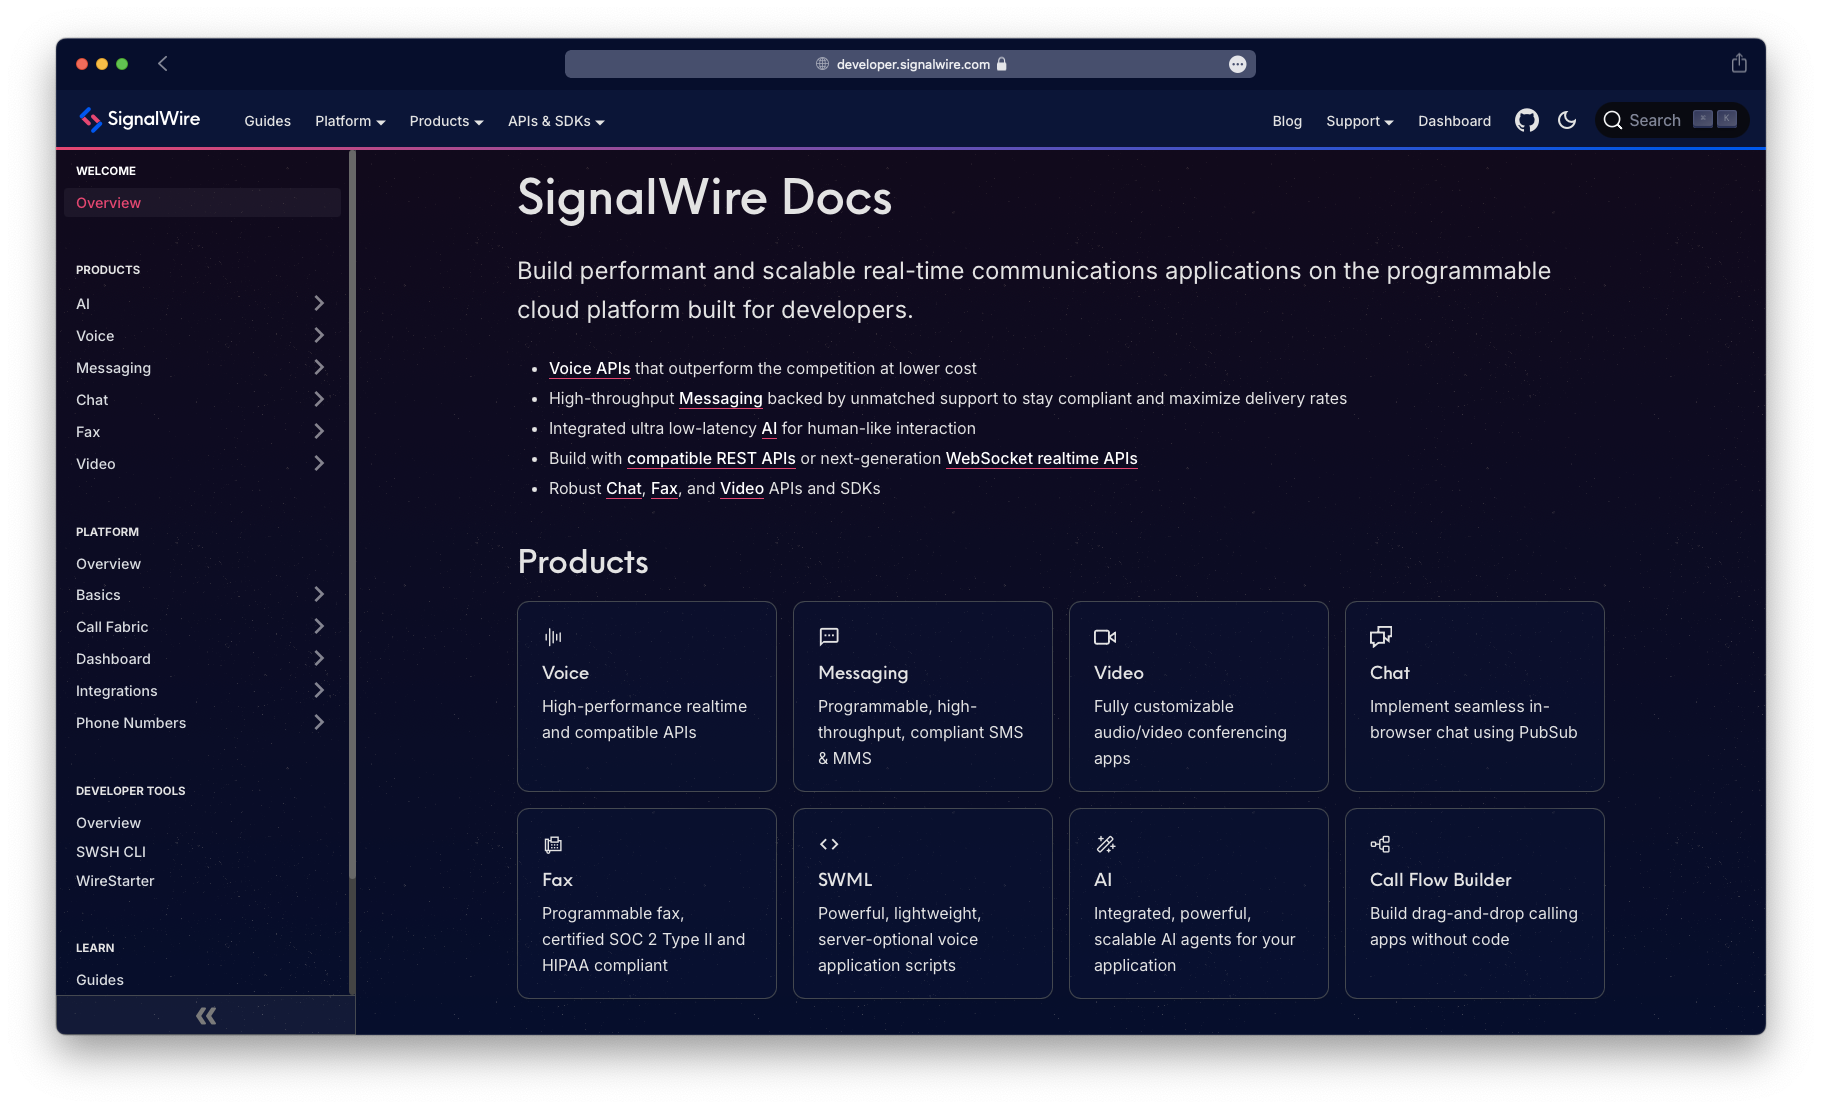 developer.signalwire.com
SignalWire
Guides
Platform
Products
APIs & SDKs
Blog
Support
Dashboard
Search
⌘ K
WELCOME
Overview
PRODUCTS
AI
Voice
Messaging
Chat
Fax
Video
PLATFORM
Overview
Basics
Call Fabric
Dashboard
Integrations
Phone Numbers
DEVELOPER TOOLS
Overview
SWSH CLI
WireStarter
LEARN
Guides
SignalWire Docs
Build performant and scalable real-time communications applications on the programmable
cloud platform built for developers.
• Voice APIs that outperform the competition at lower cost
• High-throughput Messaging backed by unmatched support to stay compliant and maximize delivery rates
• Integrated ultra low-latency AI for human-like interaction
• Build with compatible REST APIs or next-generation WebSocket realtime APIs
• Robust Chat, Fax, and Video APIs and SDKs
Products
Voice
High-performance realtime
and compatible APIs
Messaging
Programmable, high-
throughput, compliant SMS
& MMS
Video
Fully customizable
audio/video conferencing
apps
Chat
Implement seamless in-
browser chat using PubSub
Fax
Programmable fax,
certified SOC 2 Type II and
HIPAA compliant
SWML
Powerful, lightweight,
server-optional voice
application scripts
AI
Integrated, powerful,
scalable AI agents for your
application
Call Flow Builder
Build drag-and-drop calling
apps without code